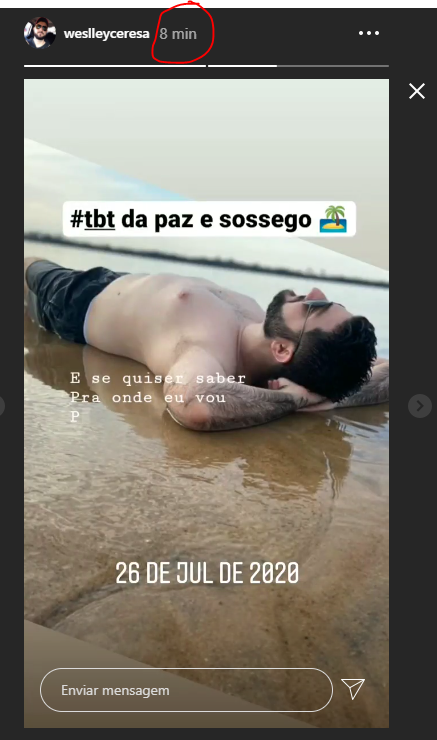 weslleyceresa 8 min
#tbt da paz e sossego
E se quiser saber
Pra onde eu vou
P
26 DE JUL DE 2020
Enviar mensagem